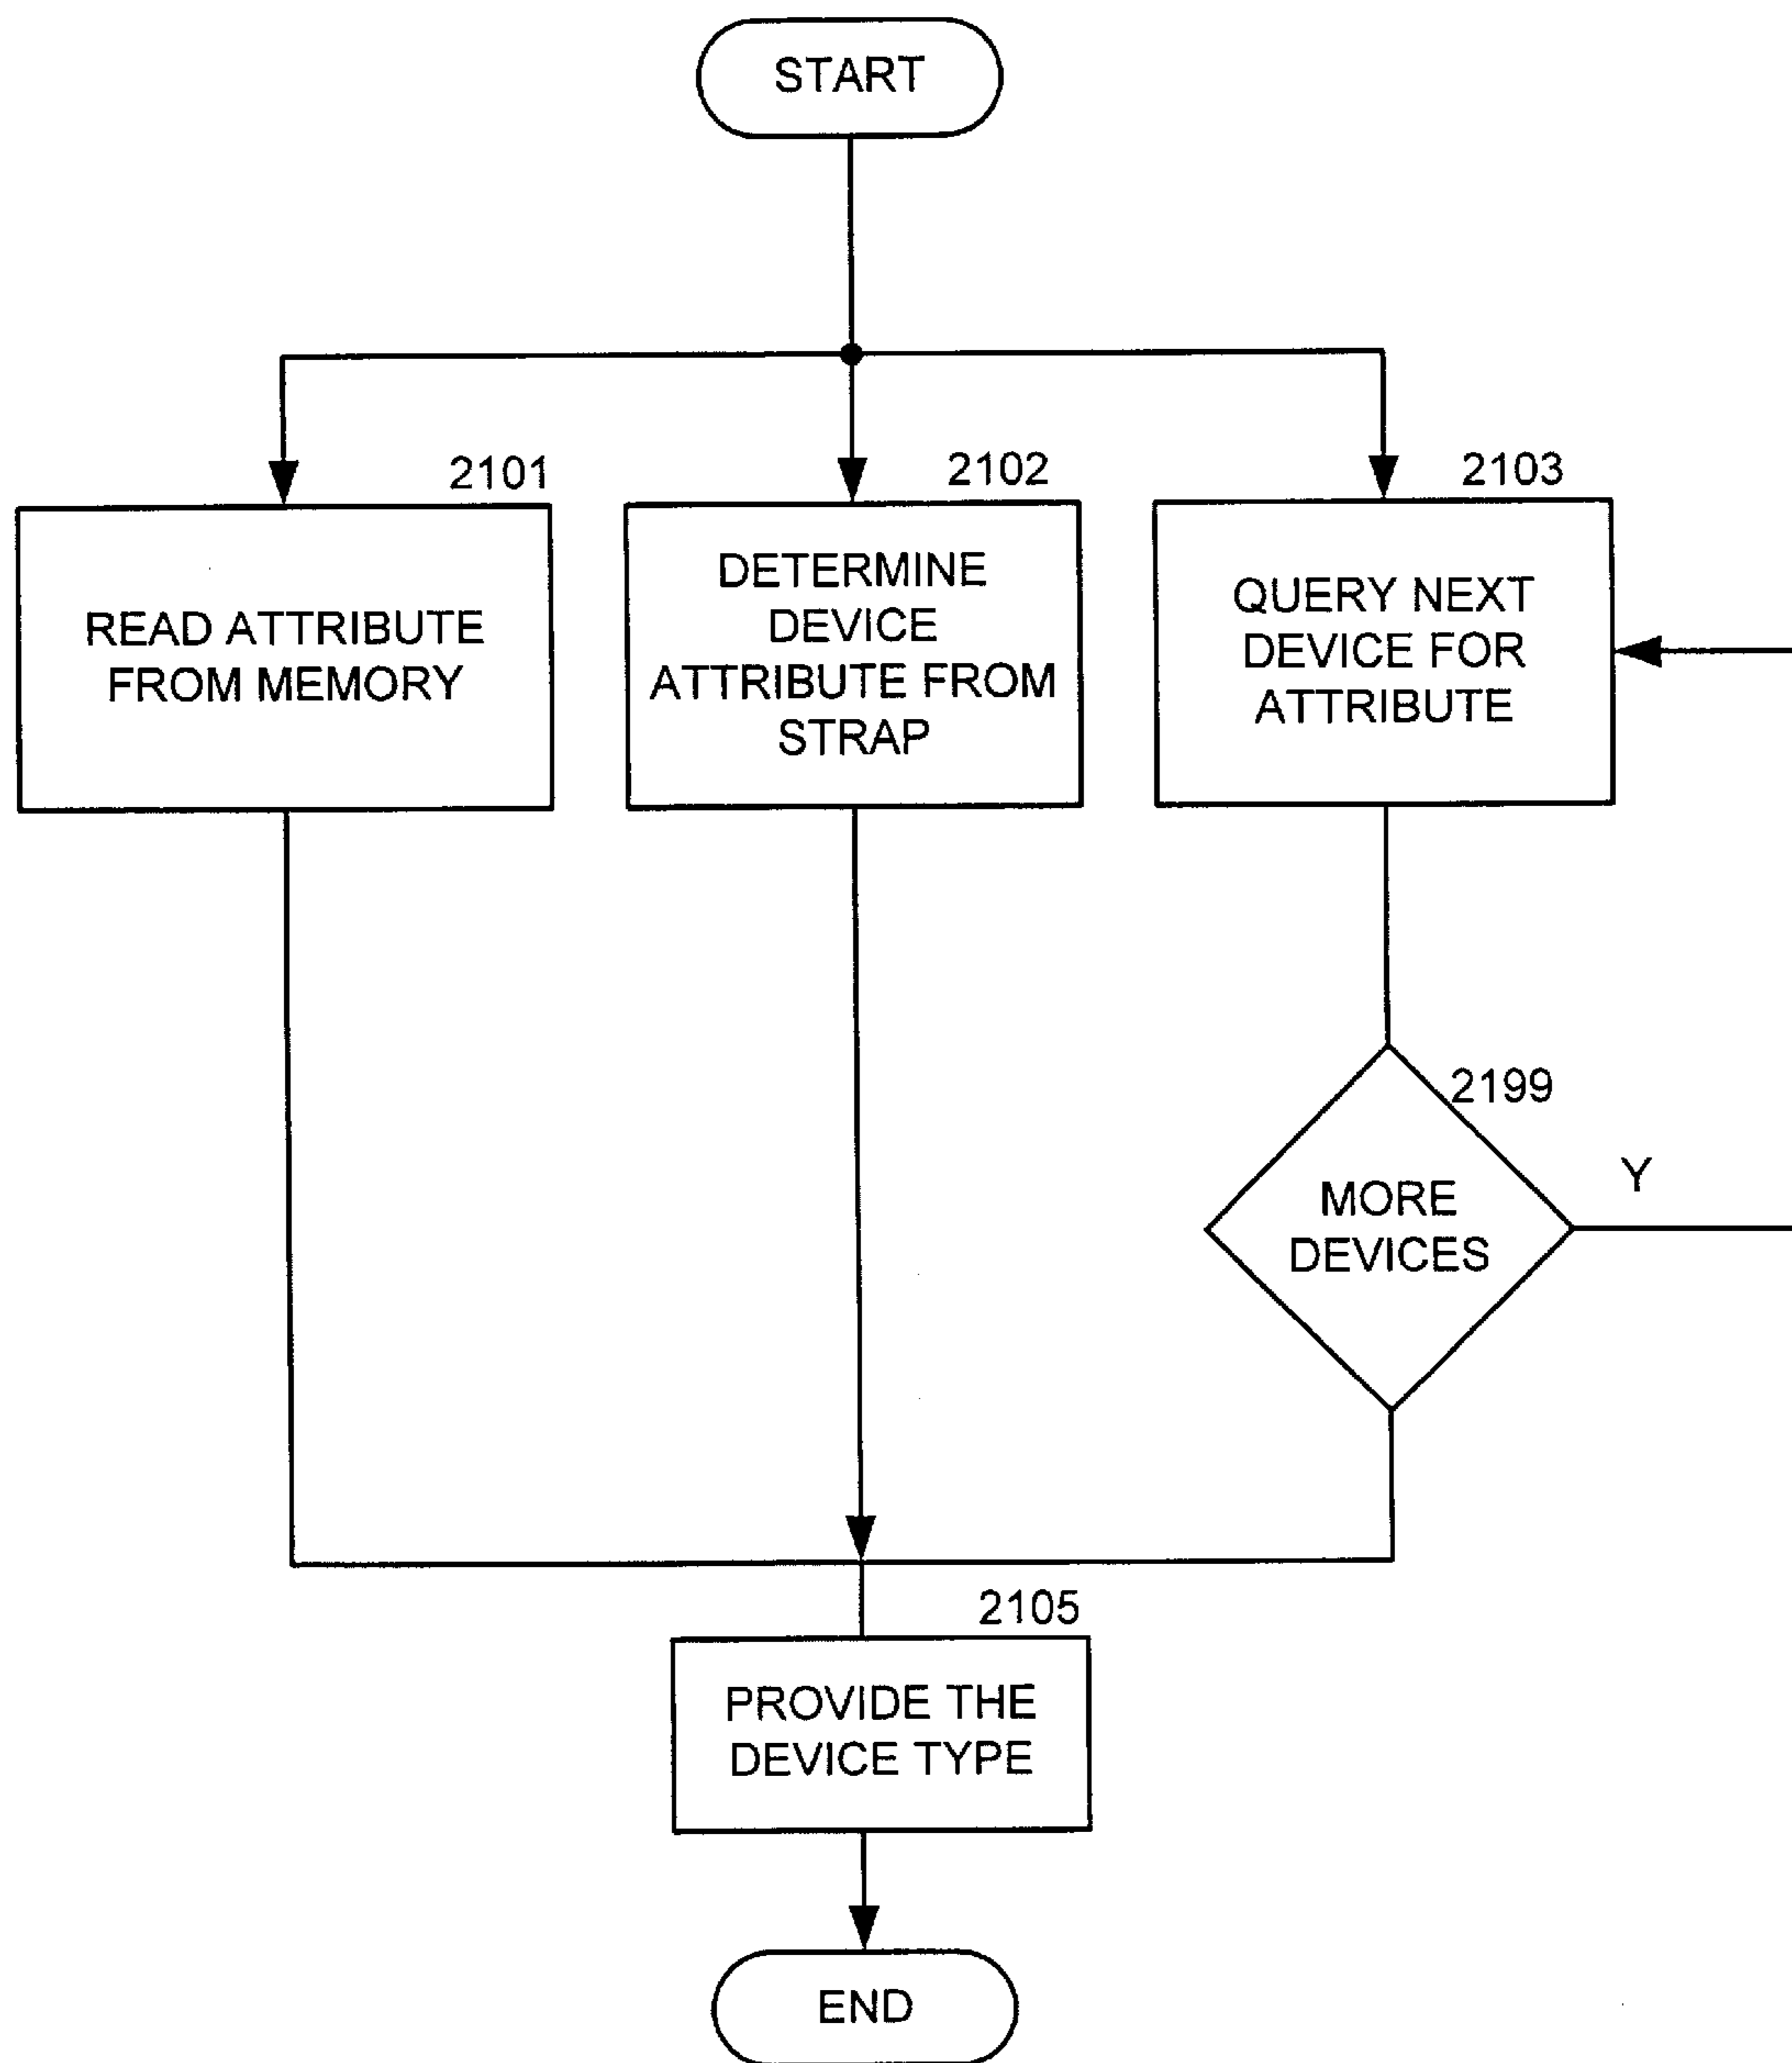 START
2101
READ ATTRIBUTE
FROM MEMORY
2102
DETERMINE
DEVICE
ATTRIBUTE FROM
STRAP
2103
QUERY NEXT
DEVICE FOR
ATTRIBUTE
2199
MORE
DEVICES
Y
2105
PROVIDE THE
DEVICE TYPE
END